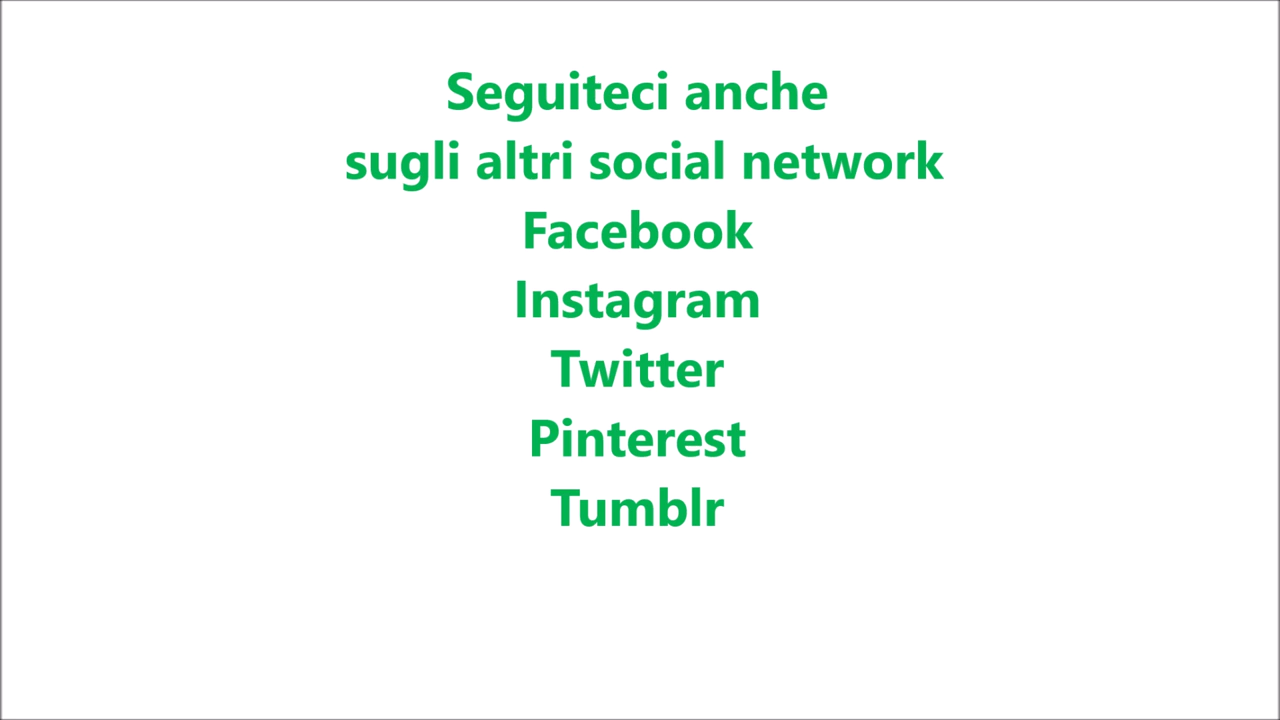 Seguiteci anche
sugli altri social network
Facebook
Instagram
Twitter
Pinterest
Tumblr